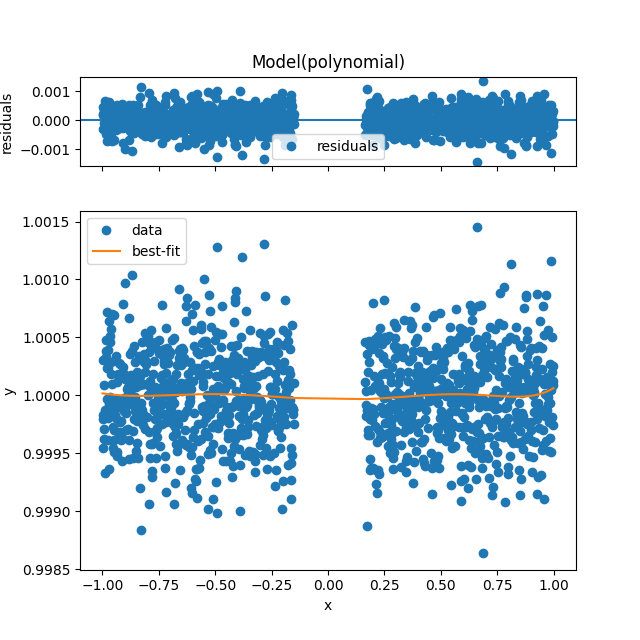 Model(polynomial)
0.001
0.000
−0.001
residuals
residuals
data
best-fit
1.0015
1.0010
1.0005
1.0000
0.9995
0.9990
0.9985
y
−1.00 −0.75 −0.50 −0.25 0.00 0.25 0.50 0.75 1.00
x